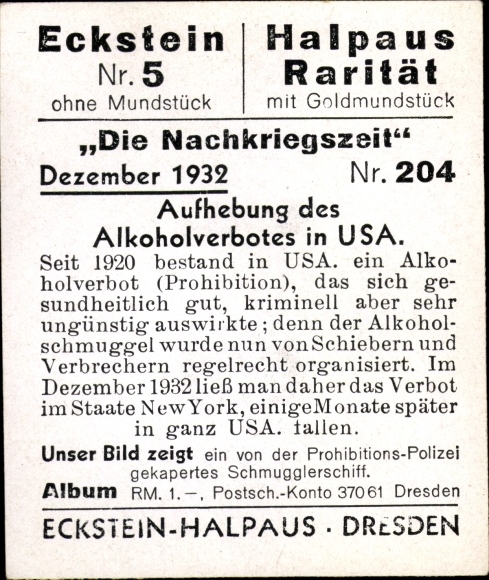 Eckstein
Nr. 5
ohne Mundstück
Halpaus
Rarität
mit Goldmundstück
„Die Nachkriegszeit“
Dezember 1932 Nr. 204
Aufhebung des
Alkoholverbotes in USA.
Seit 1920 bestand in USA. ein Alko-
holverbot (Prohibition), das sich ge-
sundheitlich gut, kriminell aber sehr
ungünstig auswirkte; denn der Alkohol-
schmuggel wurde nun von Schiebern und
Verbrechern regelrecht organisiert. Im
Dezember 1932 ließ man daher das Verbot
im Staate New York, einige Monate später
in ganz USA. fallen.
Unser Bild zeigt ein von der Prohibitions-Polizei
gekapertes Schmugglerschiff.
Album RM. 1.–, Postsch.-Konto 37061 Dresden
ECKSTEIN-HALPAUS · DRESDEN